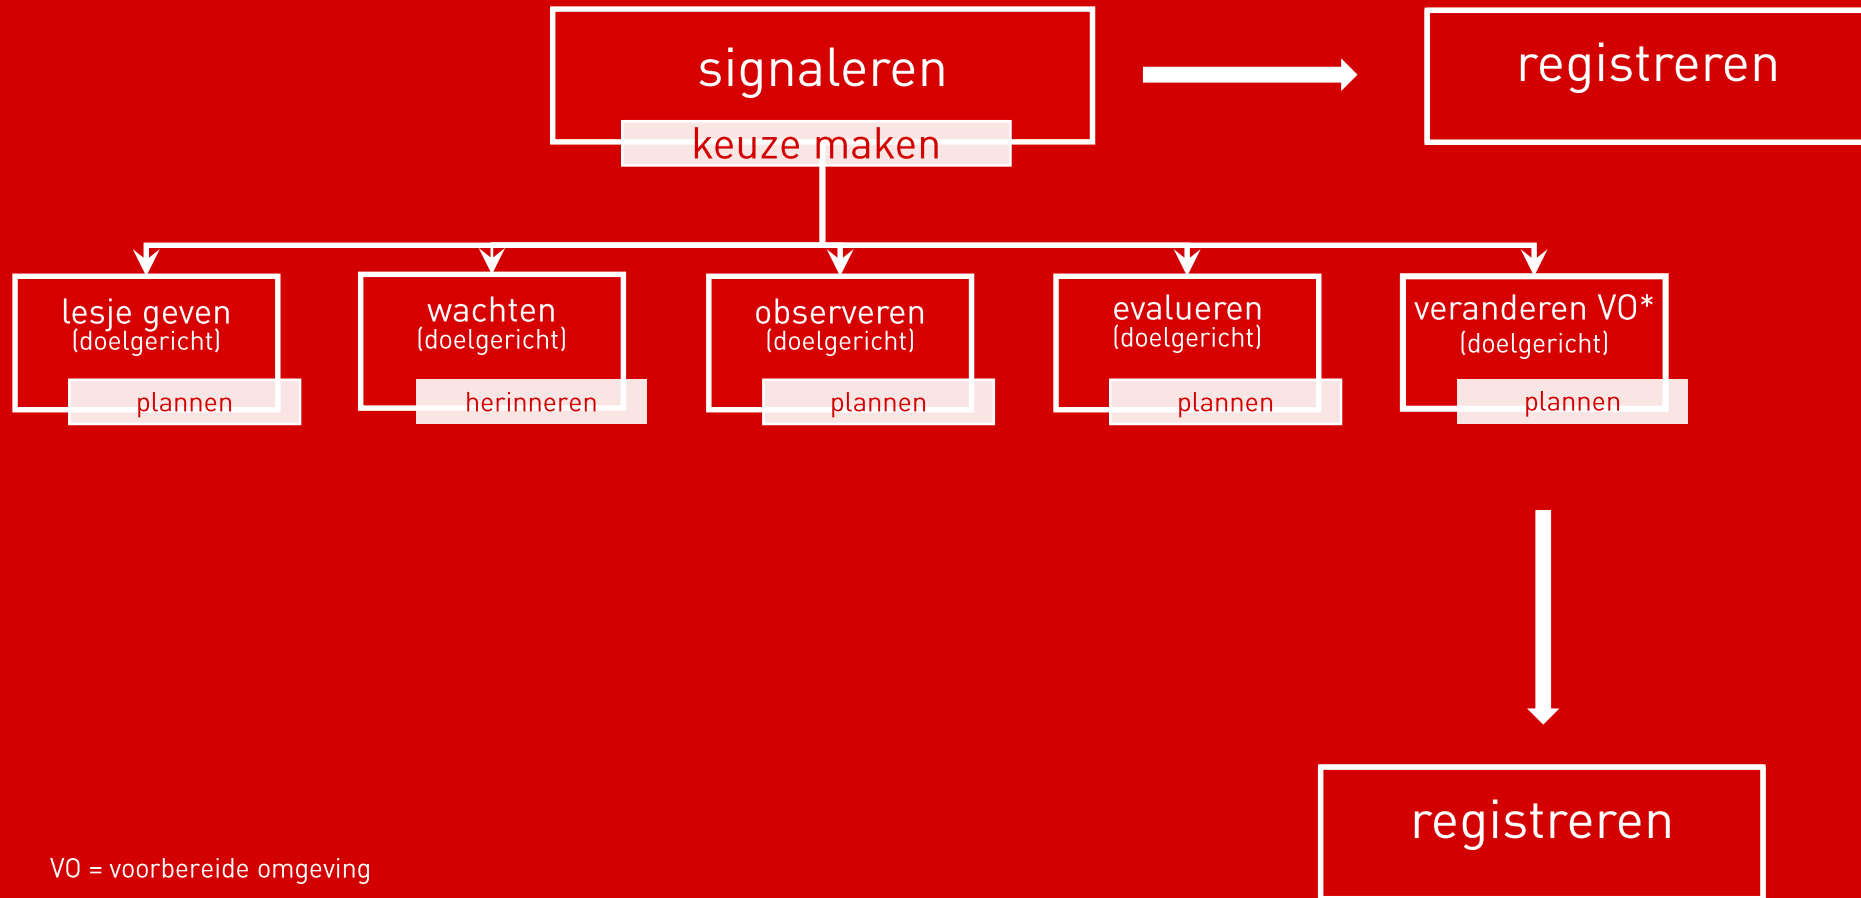 signaleren
registreren
keuze maken
lesje geven
(doelgericht)
plannen
wachten
(doelgericht)
herinneren
observeren
(doelgericht)
plannen
evalueren
(doelgericht)
plannen
veranderen VO*
(doelgericht)
plannen
registreren
VO = voorbereide omgeving